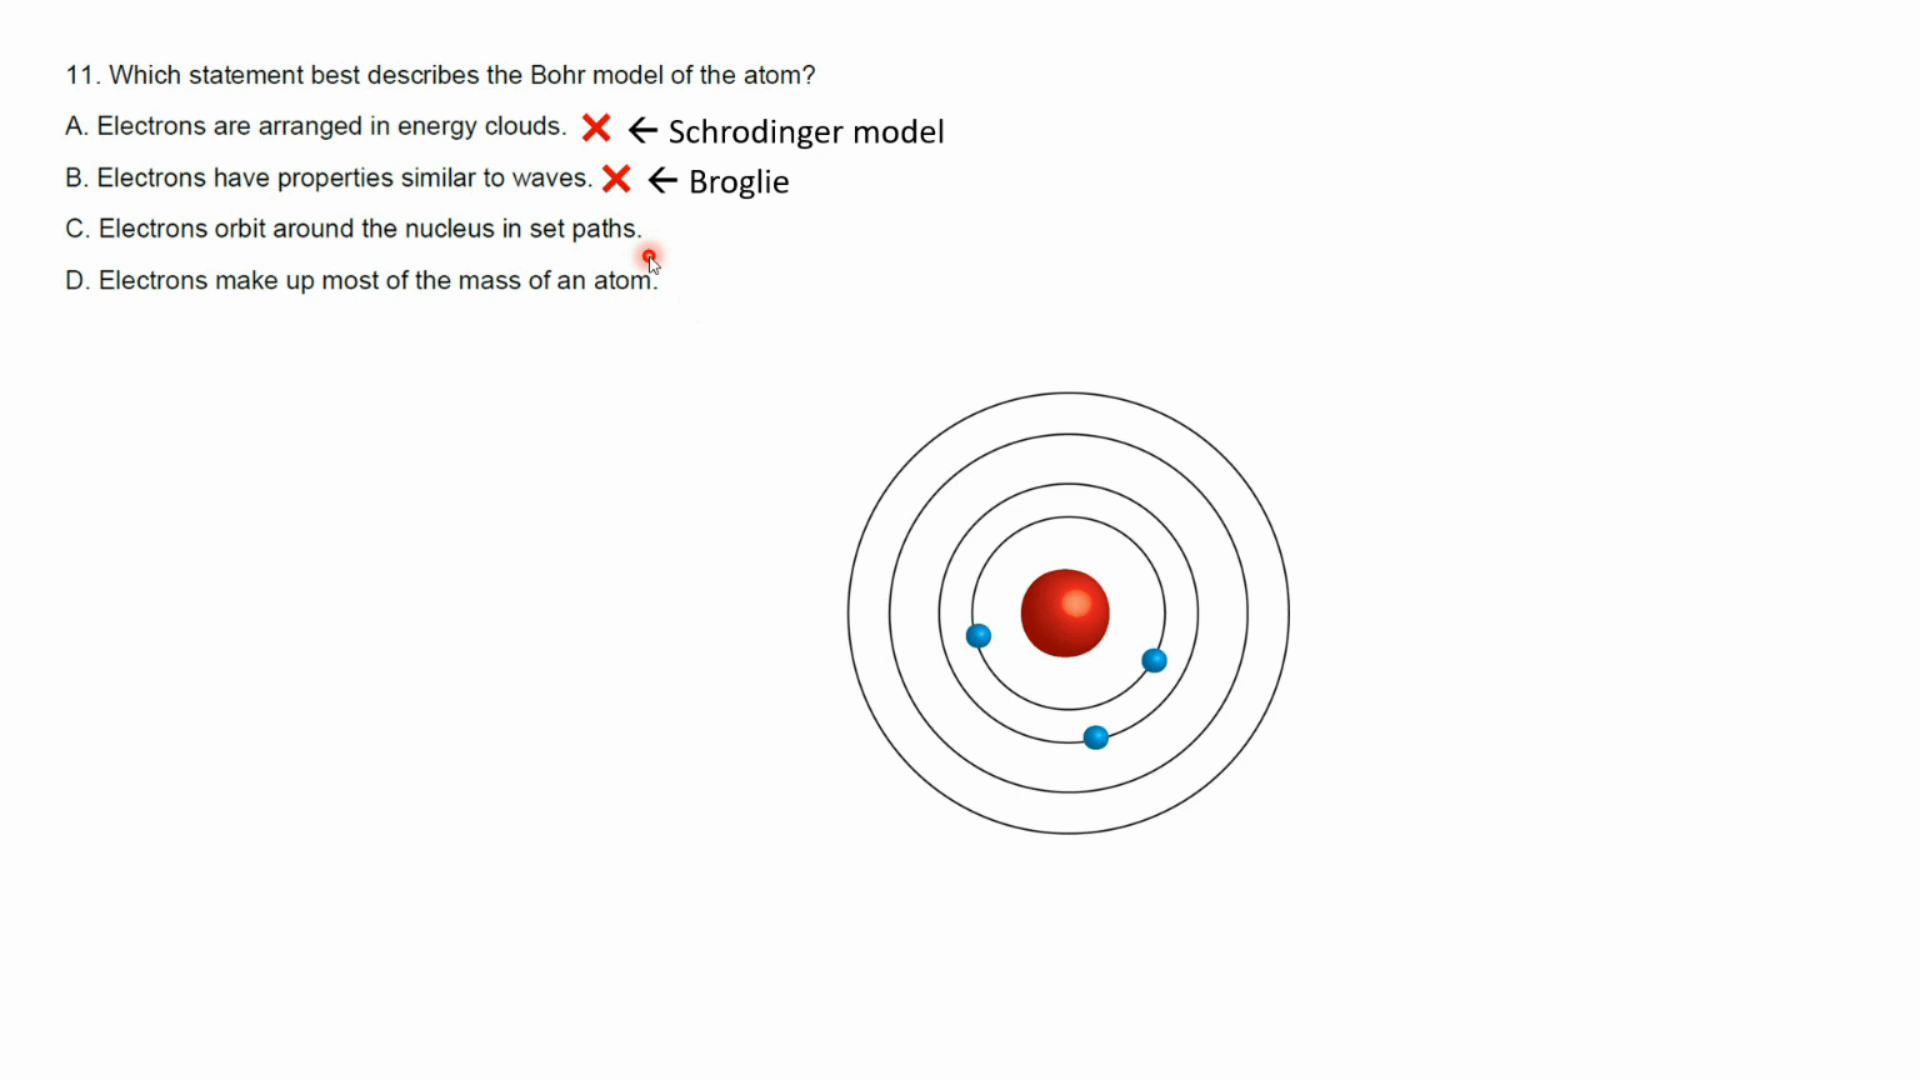 11. Which statement best describes the Bohr model of the atom?
A. Electrons are arranged in energy clouds. ❌ ← Schrodinger model
B. Electrons have properties similar to waves. ❌ ← Broglie
C. Electrons orbit around the nucleus in set paths.
D. Electrons make up most of the mass of an atom.